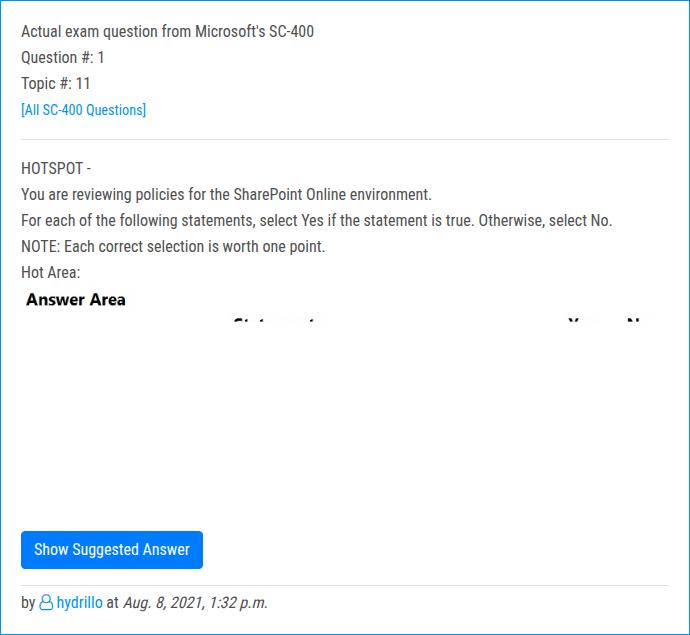 Actual exam question from Microsoft's SC-400
Question #: 1
Topic #: 11
[All SC-400 Questions]
HOTSPOT -
You are reviewing policies for the SharePoint Online environment.
For each of the following statements, select Yes if the statement is true. Otherwise, select No.
NOTE: Each correct selection is worth one point.
Hot Area:
Answer Area
Show Suggested Answer
by hydrillo at Aug. 8, 2021, 1:32 p.m.